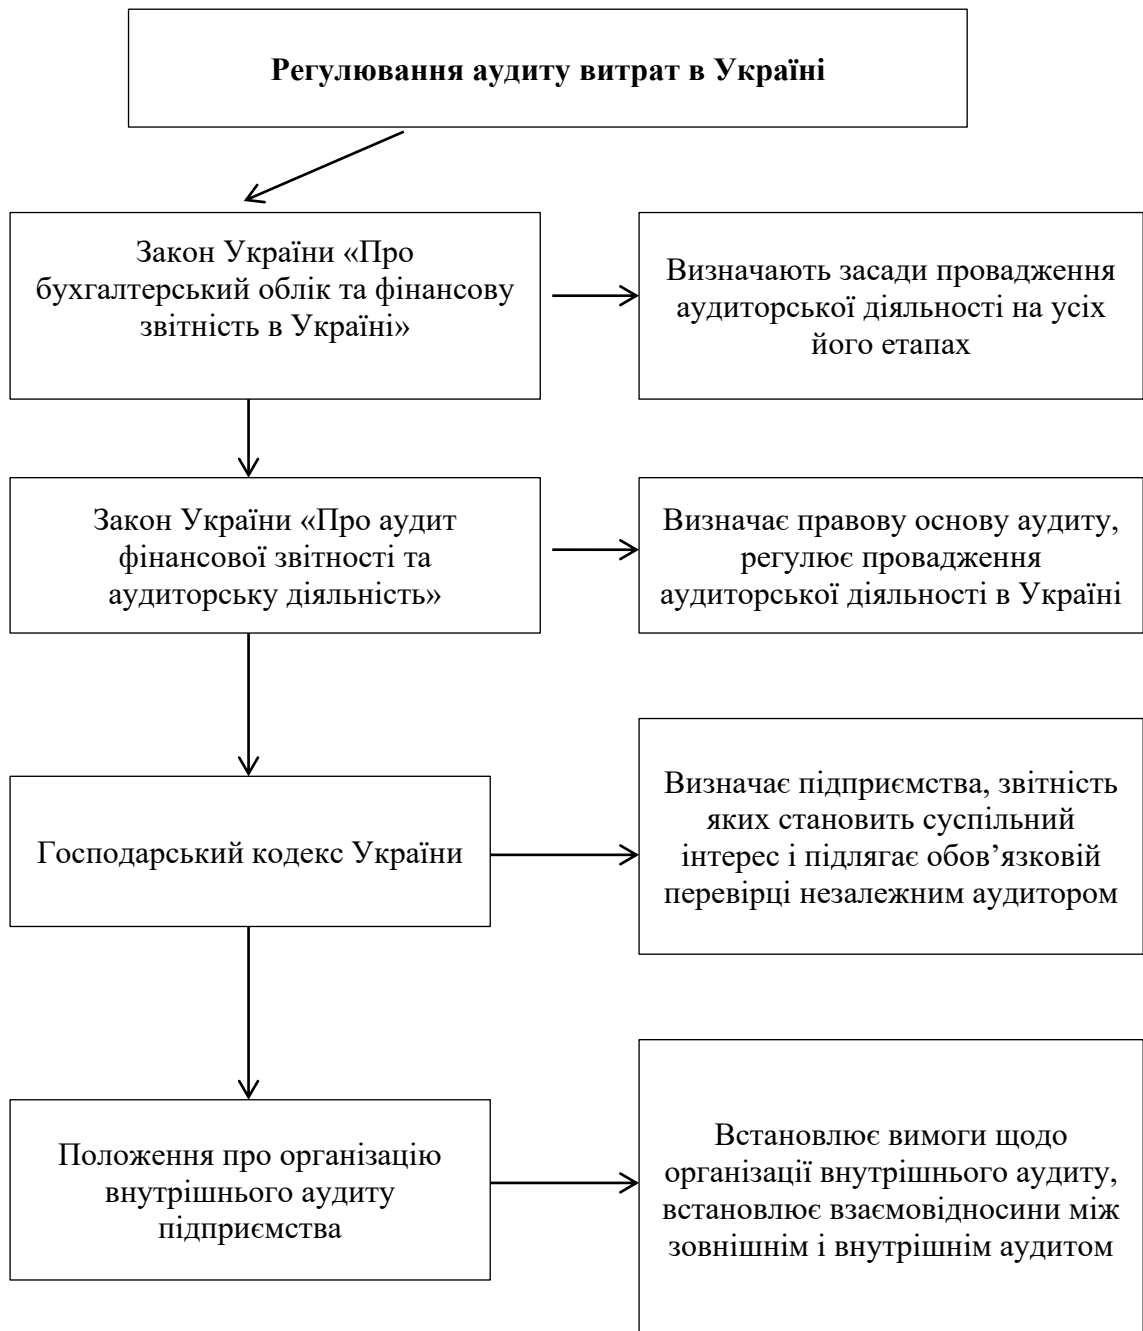 Регулювання аудиту витрат в Україні
Закон України «Про
бухгалтерський облік та фінансову
звітність в Україні»
Визначають засади провадження
аудиторської діяльності на усіх
його етапах
Закон України «Про аудит
фінансової звітності та
аудиторську діяльність»
Визначає правову основу аудиту,
регулює провадження
аудиторської діяльності в Україні
Господарський кодекс України
Визначає підприємства, звітність
яких становить суспільний
інтерес і підлягає обов’язковій
перевірці незалежним аудитором
Положення про організацію
внутрішнього аудиту
підприємства
Встановлює вимоги щодо
організації внутрішнього аудиту,
встановлює взаємовідносини між
зовнішнім і внутрішнім аудитом